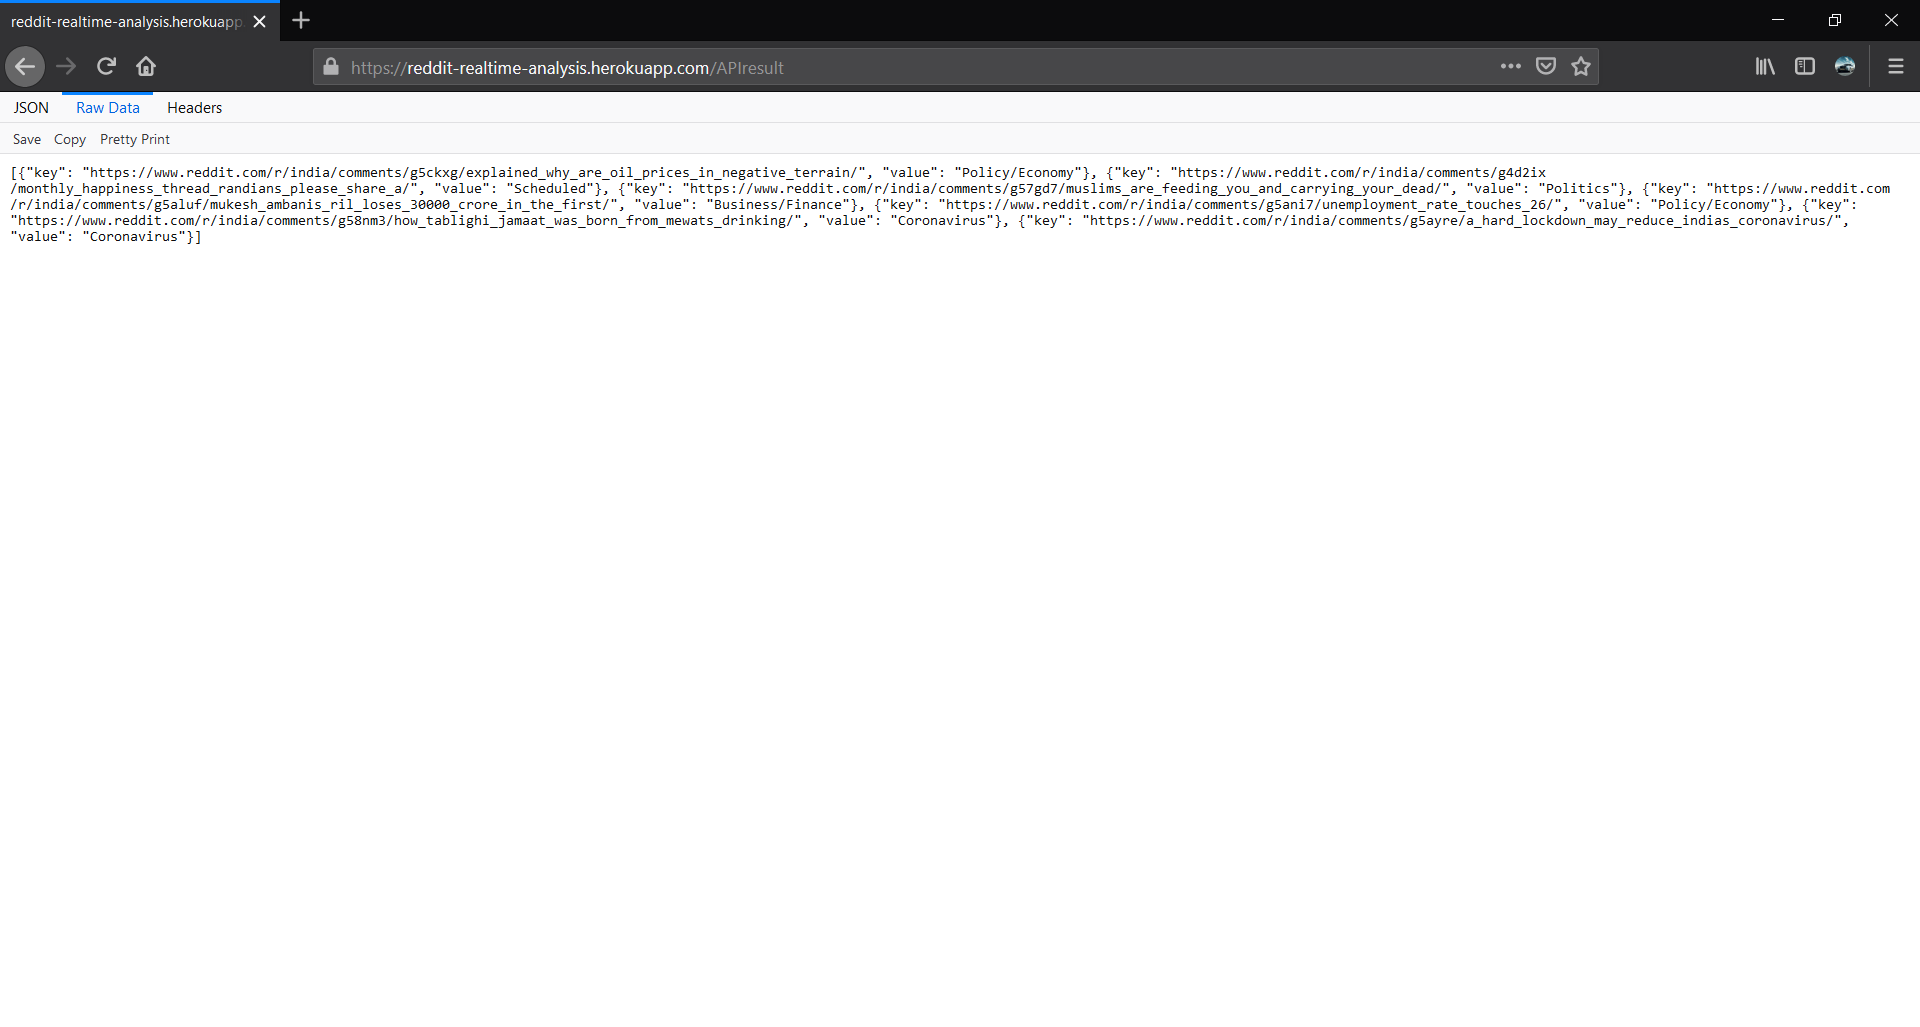 reddit-realtime-analysis.herokuapp
https://reddit-realtime-analysis.herokuapp.com/APIresult
JSON Raw Data Headers
Save Copy Pretty Print
[{"key": "https://www.reddit.com/r/india/comments/g5ckxg/explained_why_are_oil_prices_in_negative_terrain/", "value": "Policy/Economy"}, {"key": "https://www.reddit.com/r/india/comments/g4d2ix
/monthly_happiness_thread_randians_please_share_a/", "value": "Scheduled"}, {"key": "https://www.reddit.com/r/india/comments/g57gd7/muslims_are_feeding_you_and_carrying_your_dead/", "value": "Politics"}, {"key": "https://www.reddit.com
/r/india/comments/g5aluf/mukesh_ambanis_ril_loses_30000_crore_in_the_first/", "value": "Business/Finance"}, {"key": "https://www.reddit.com/r/india/comments/g5ani7/unemployment_rate_touches_26/", "value": "Policy/Economy"}, {"key":
"https://www.reddit.com/r/india/comments/g58nm3/how_tablighi_jamaat_was_born_from_mewats_drinking/", "value": "Coronavirus"}, {"key": "https://www.reddit.com/r/india/comments/g5ayre/a_hard_lockdown_may_reduce_indias_coronavirus/",
"value": "Coronavirus"}]